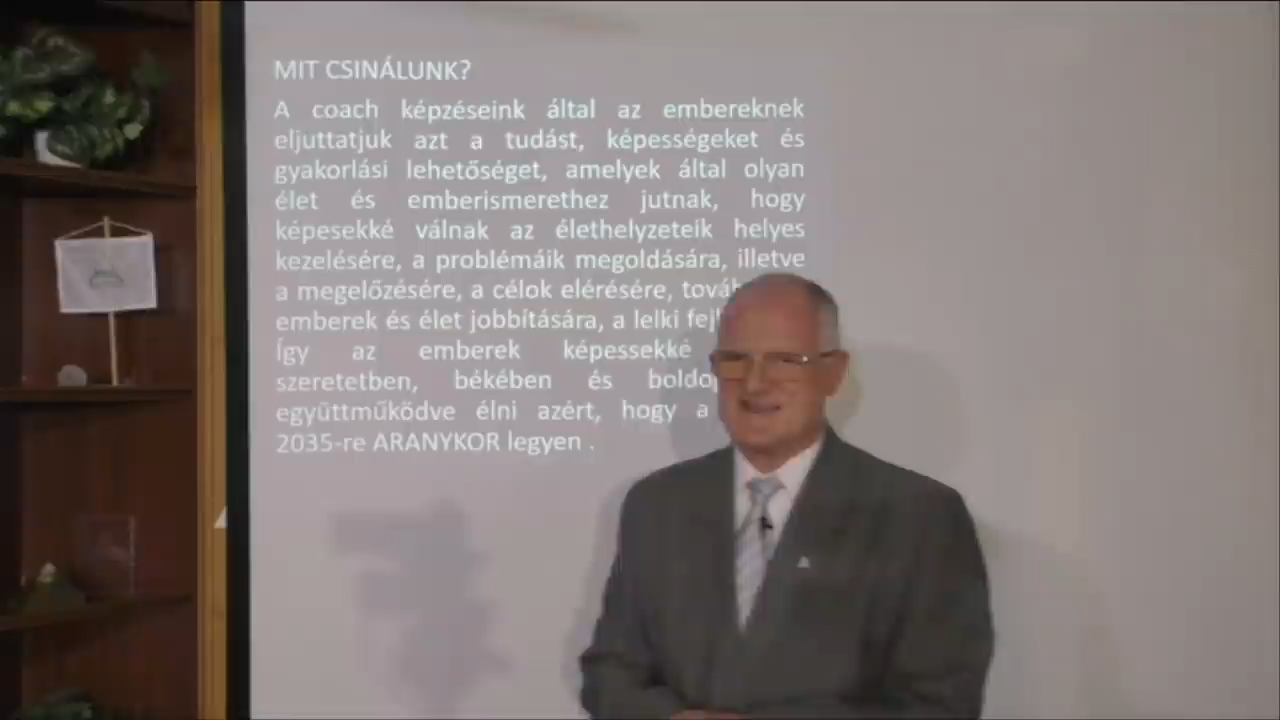 MIT CSINÁLUNK?
A coach képzéseink által az embereknek
eljuttatjuk azt a tudást, képességeket és
gyakorlási lehetőséget, amelyek által olyan
élet és emberismerethez jutnak, hogy
képesekké válnak az élethelyzeteik helyes
kezelésére, a problémáik megoldására, illetve
a megelőzésére, a célok elérésére,
emberek és élet jobbítására, a lelki
Így az emberek képessekké
szeretetben, békében és
együttműködve élni azért, hogy a
2035-re ARANYKOR legyen .